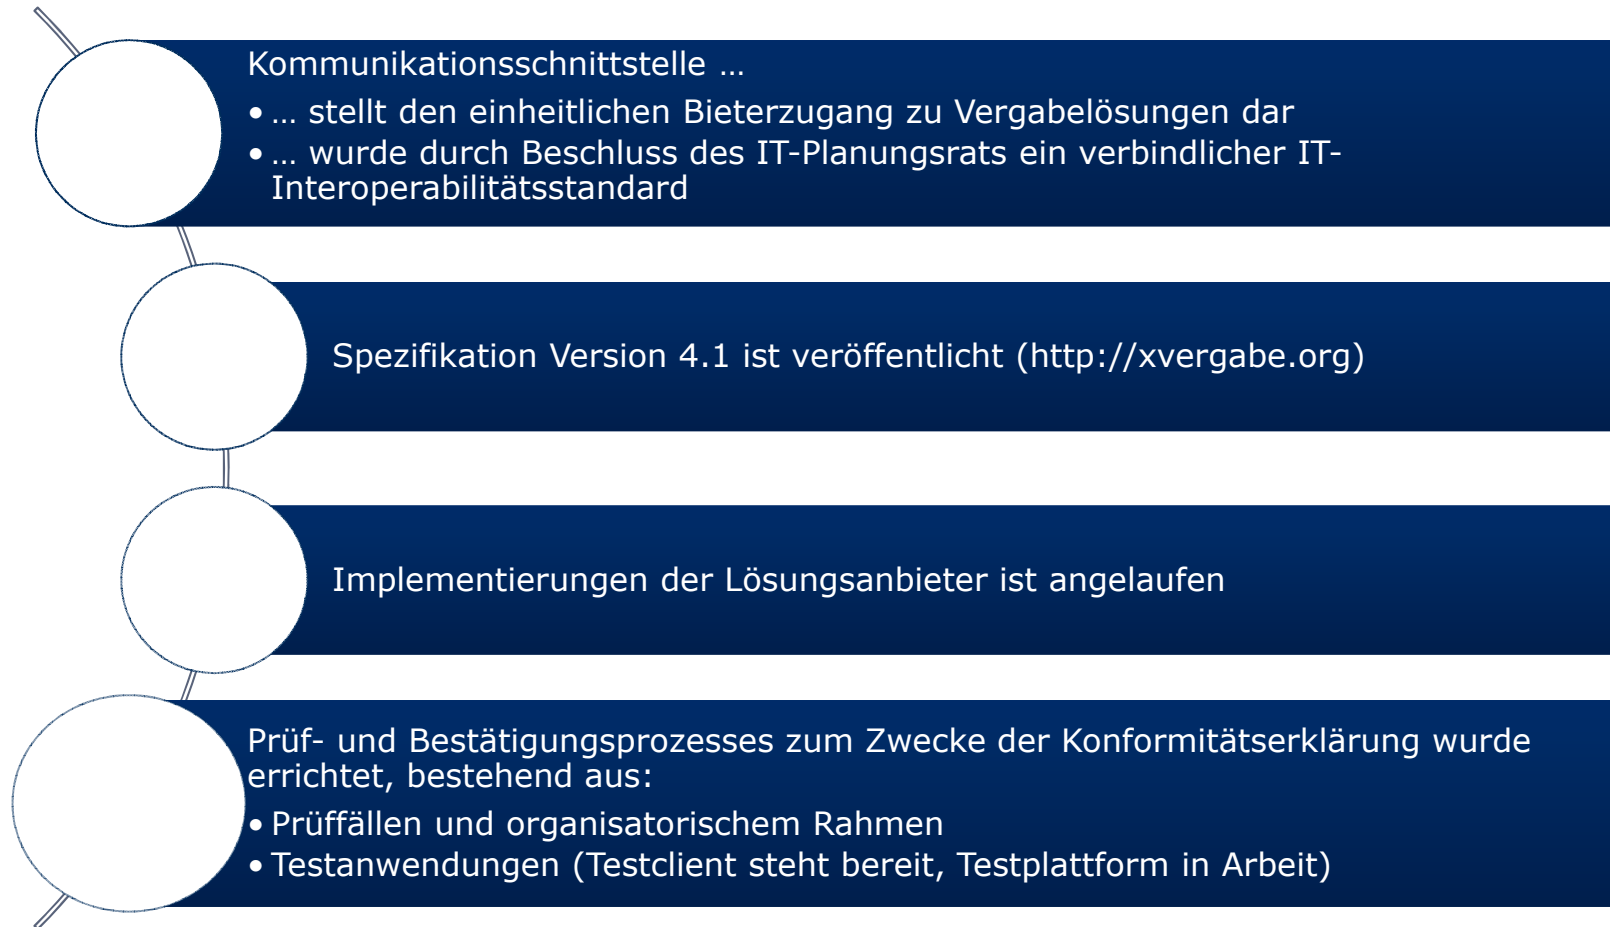 Kommunikationsschnittstelle …
• … stellt den einheitlichen Bieterzugang zu Vergabelösungen dar
• … wurde durch Beschluss des IT-Planungsrats ein verbindlicher IT-
Interoperabilitätsstandard
Spezifikation Version 4.1 ist veröffentlicht (http://xvergabe.org)
Implementierungen der Lösungsanbieter ist angelaufen
Prüf- und Bestätigungsprozesses zum Zwecke der Konformitätserklärung wurde
errichtet, bestehend aus:
• Prüffällen und organisatorischem Rahmen
• Testanwendungen (Testclient steht bereit, Testplattform in Arbeit)